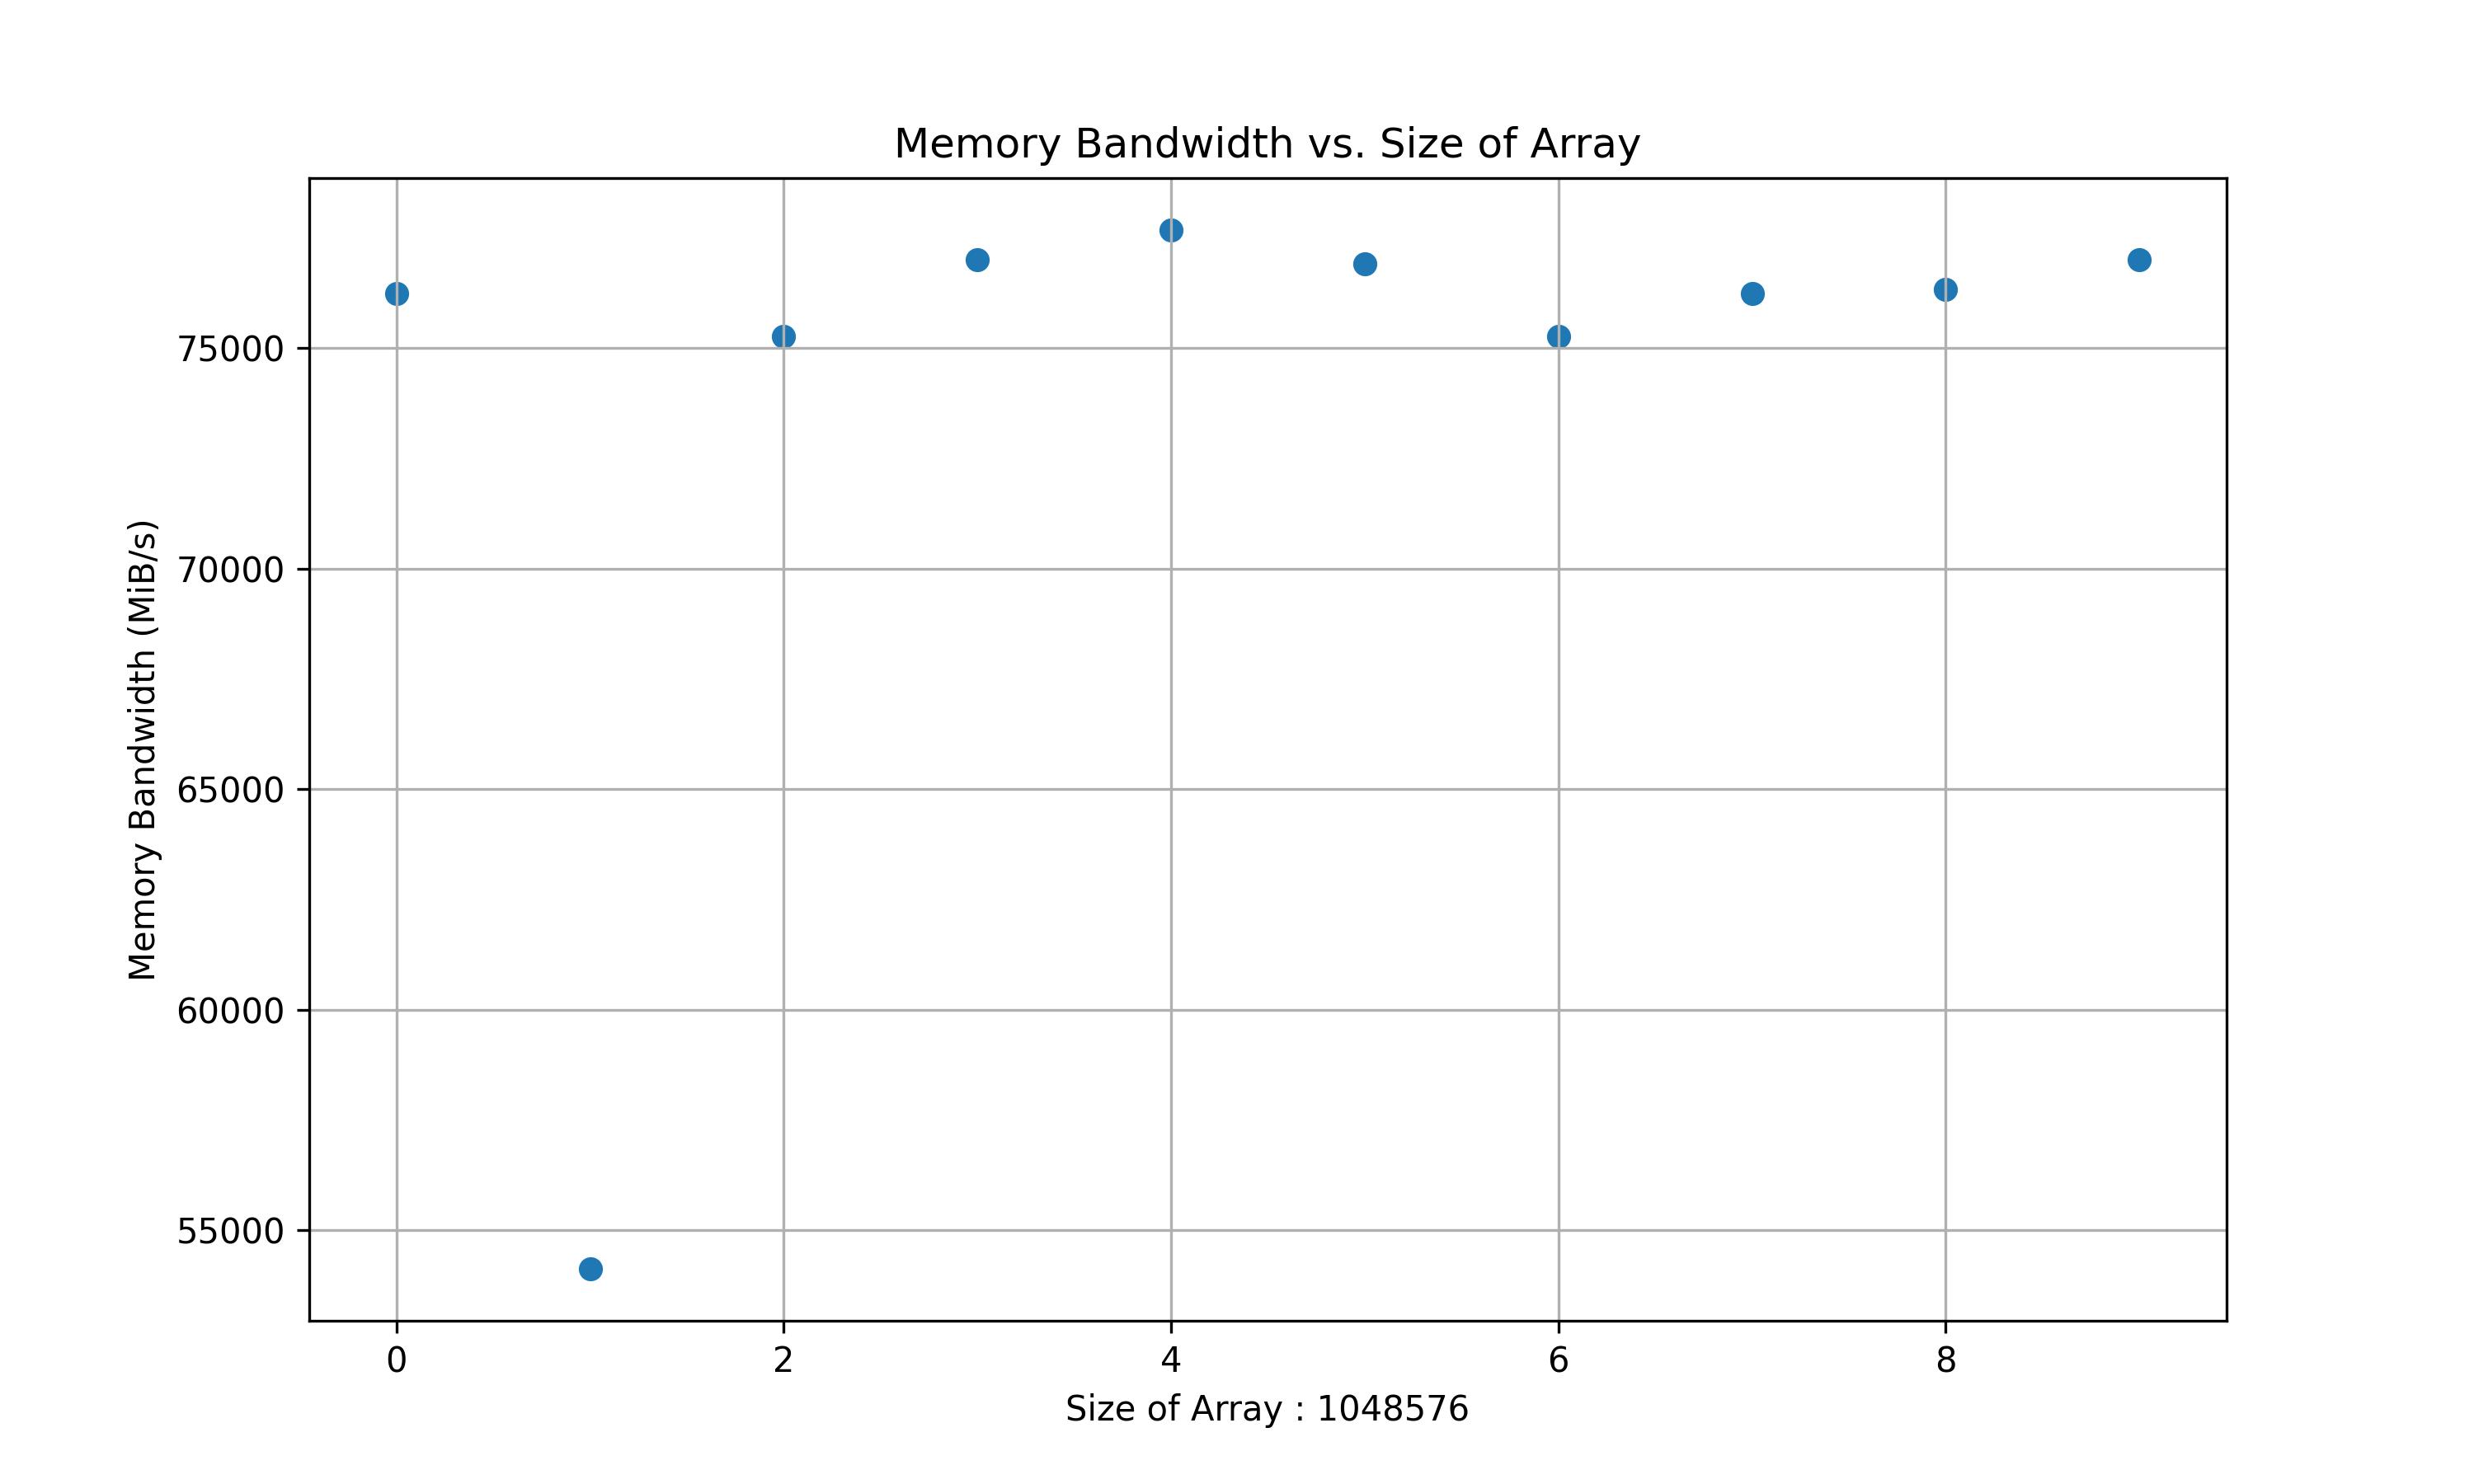 Memory Bandwidth vs. Size of Array
Memory Bandwidth (MiB/s)
75000
70000
65000
60000
55000
0 2 4 6 8
Size of Array : 1048576